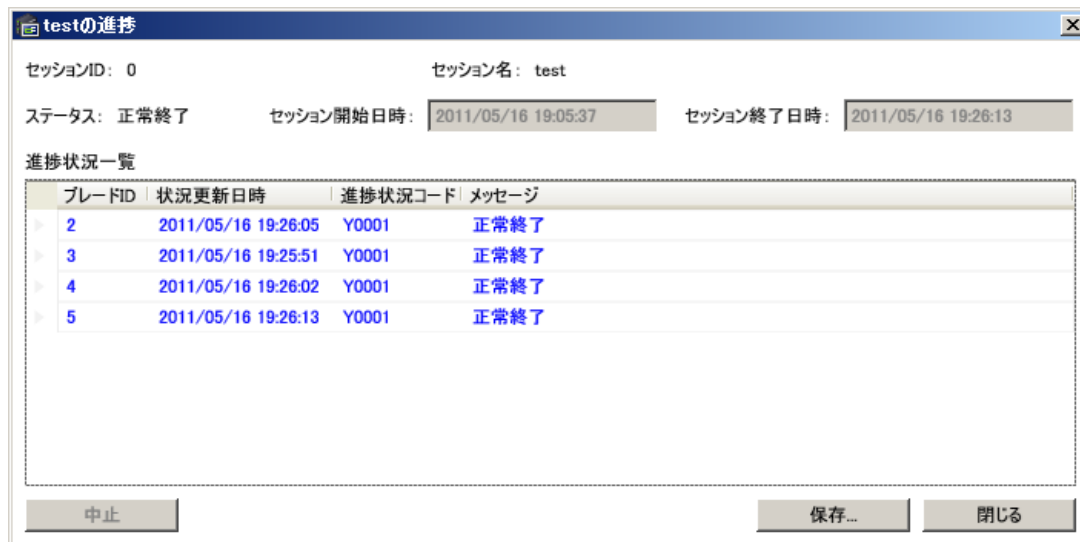 testの進捗
セッションID: 0 セッション名: test
ステータス: 正常終了 セッション開始日時: 2011/05/16 19:05:37 セッション終了日時: 2011/05/16 19:26:13
進捗状況一覧
ブレードID 状況更新日時 進捗状況コード メッセージ
2 2011/05/16 19:26:05 Y0001 正常終了
3 2011/05/16 19:25:51 Y0001 正常終了
4 2011/05/16 19:26:02 Y0001 正常終了
5 2011/05/16 19:26:13 Y0001 正常終了
中止 保存... 閉じる